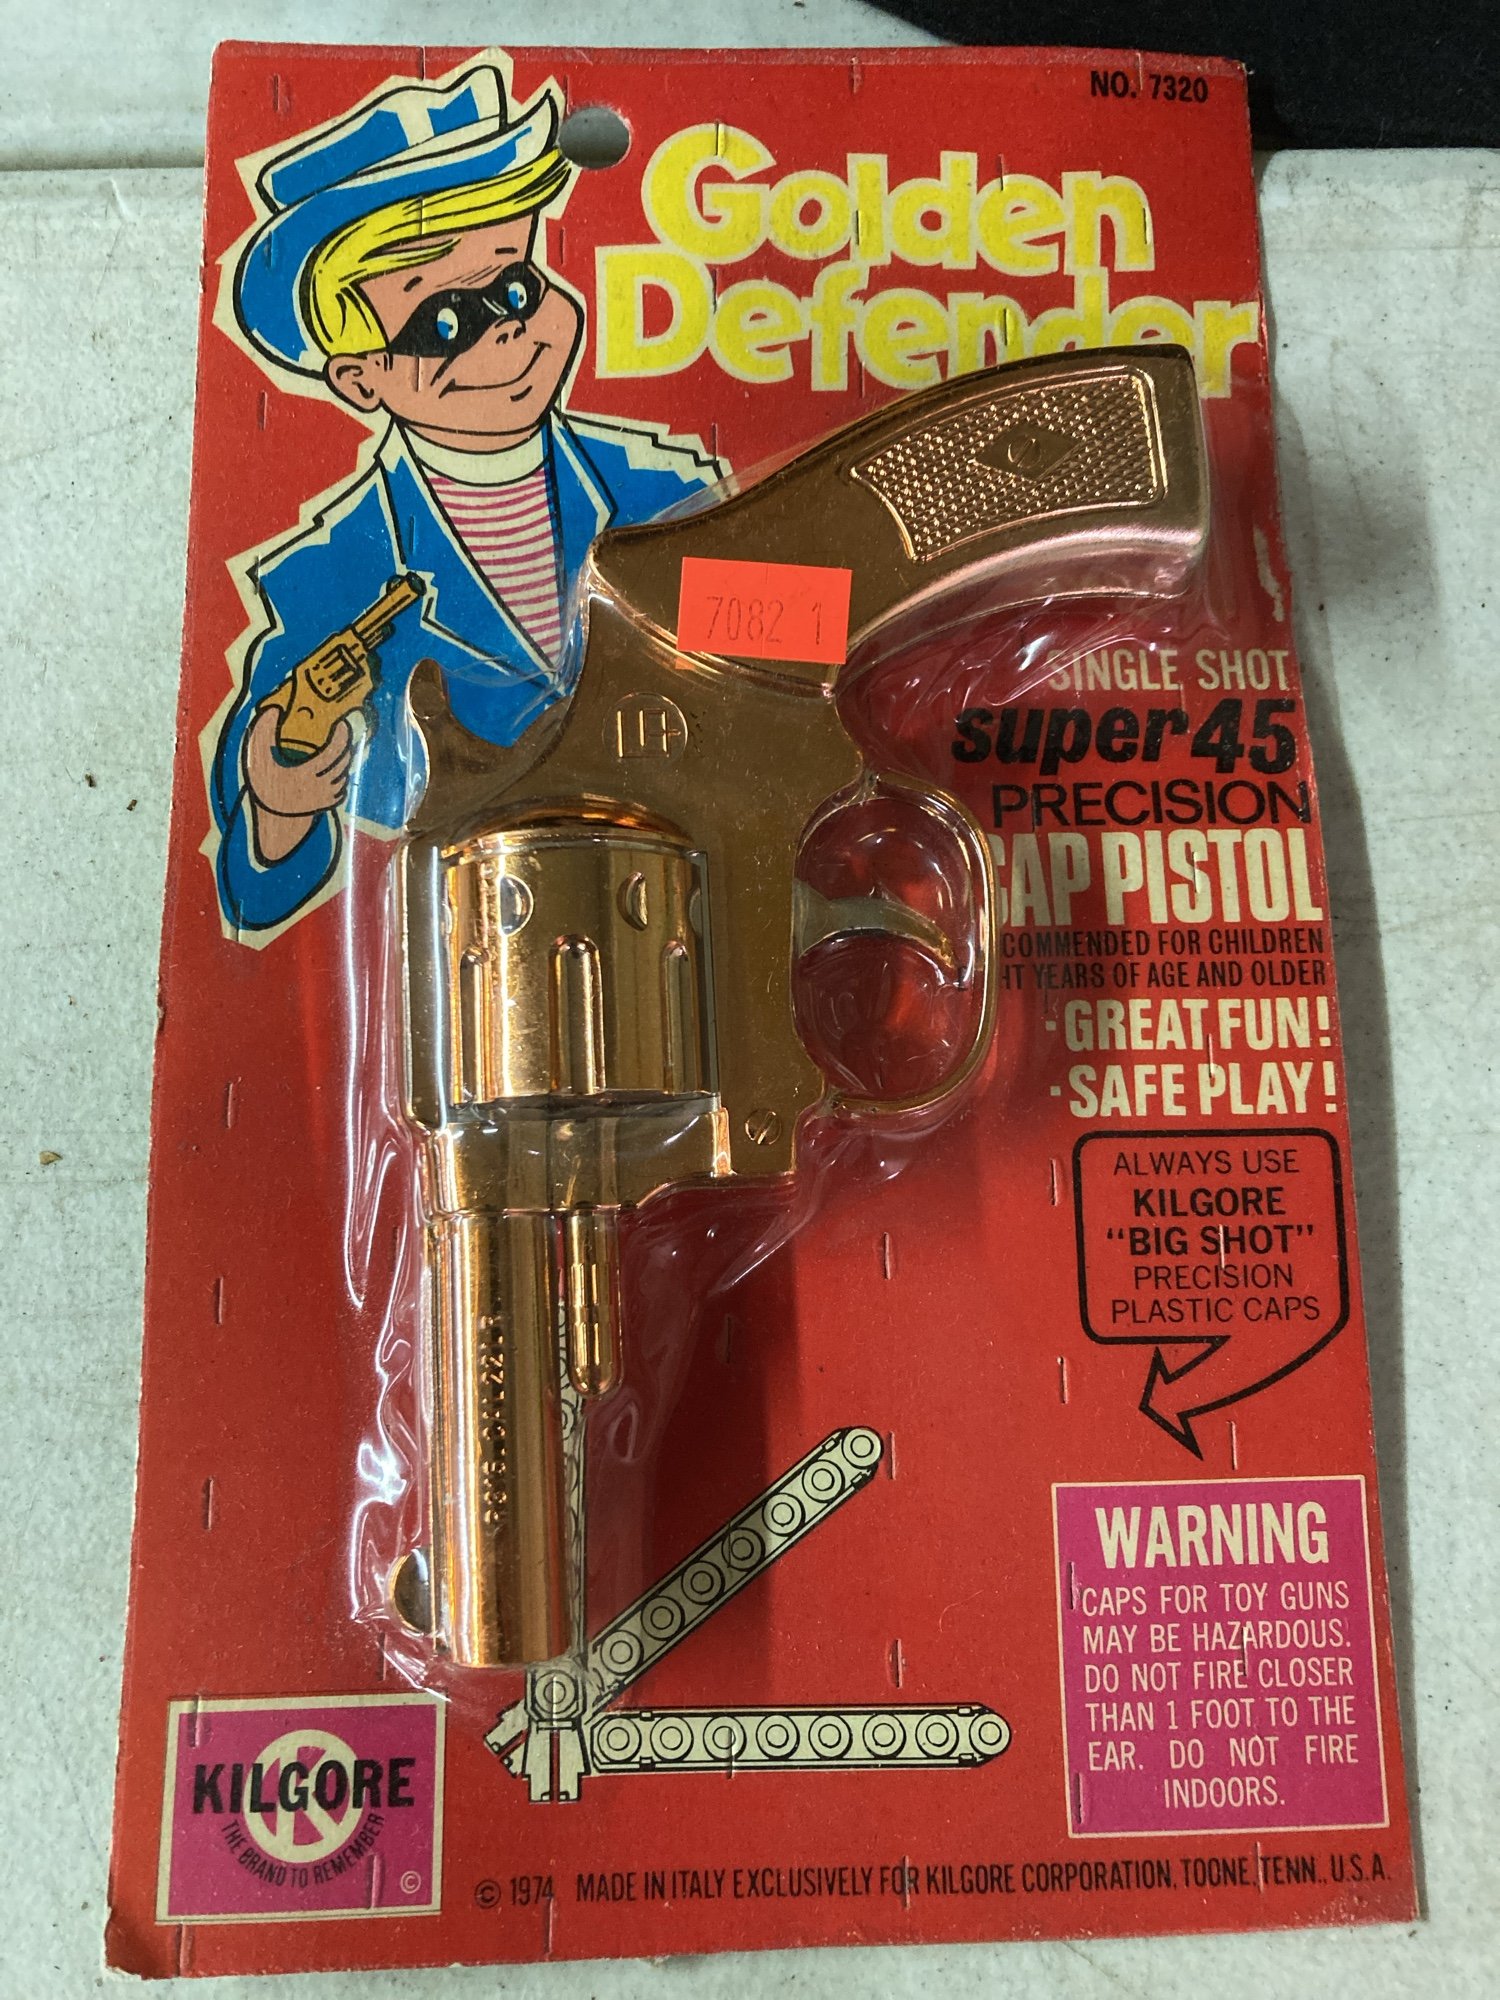 NO. 7320
Golden
Defender
7082 1
SINGLE SHOT
super 45
PRECISION
CAP PISTOL
COMMENDED FOR CHILDREN
HT YEARS OF AGE AND OLDER
-GREAT FUN!
-SAFE PLAY!
ALWAYS USE
KILGORE
"BIG SHOT"
PRECISION
PLASTIC CAPS
WARNING
CAPS FOR TOY GUNS
MAY BE HAZARDOUS.
DO NOT FIRE CLOSER
THAN 1 FOOT TO THE
EAR. DO NOT FIRE
INDOORS.
K
KILGORE
THE BRAND TO REMEMBER
©
© 1974 MADE IN ITALY EXCLUSIVELY FOR KILGORE CORPORATION, TOONE, TENN., U.S.A.